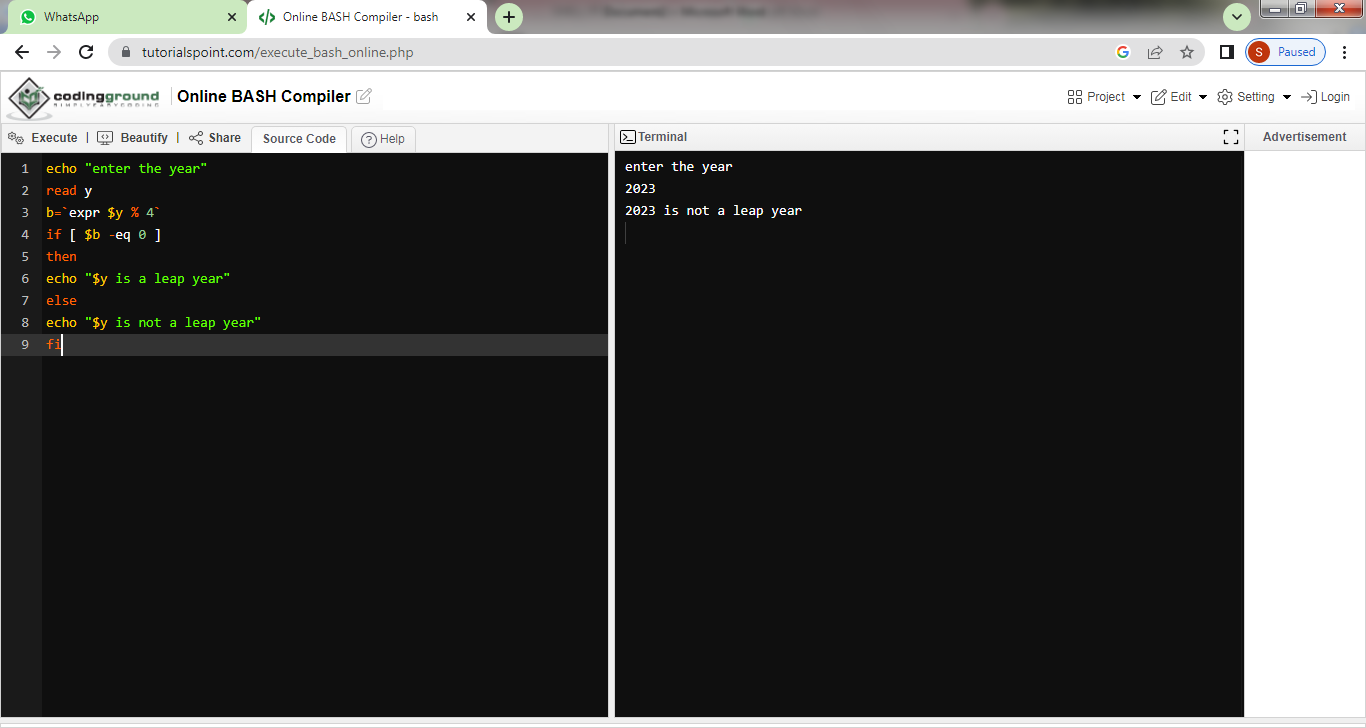 WhatsApp
Online BASH Compiler - bash
tutorialspoint.com/execute_bash_online.php
S Paused
codingground
SIMPLYEASYCODING
Online BASH Compiler
Project Edit Setting Login
Execute | Beautify | Share Source Code Help
1 echo "enter the year"
2 read y
3 b=`expr $y % 4`
4 if [ $b -eq 0 ]
5 then
6 echo "$y is a leap year"
7 else
8 echo "$y is not a leap year"
9 fi
Terminal
enter the year
2023
2023 is not a leap year
Advertisement